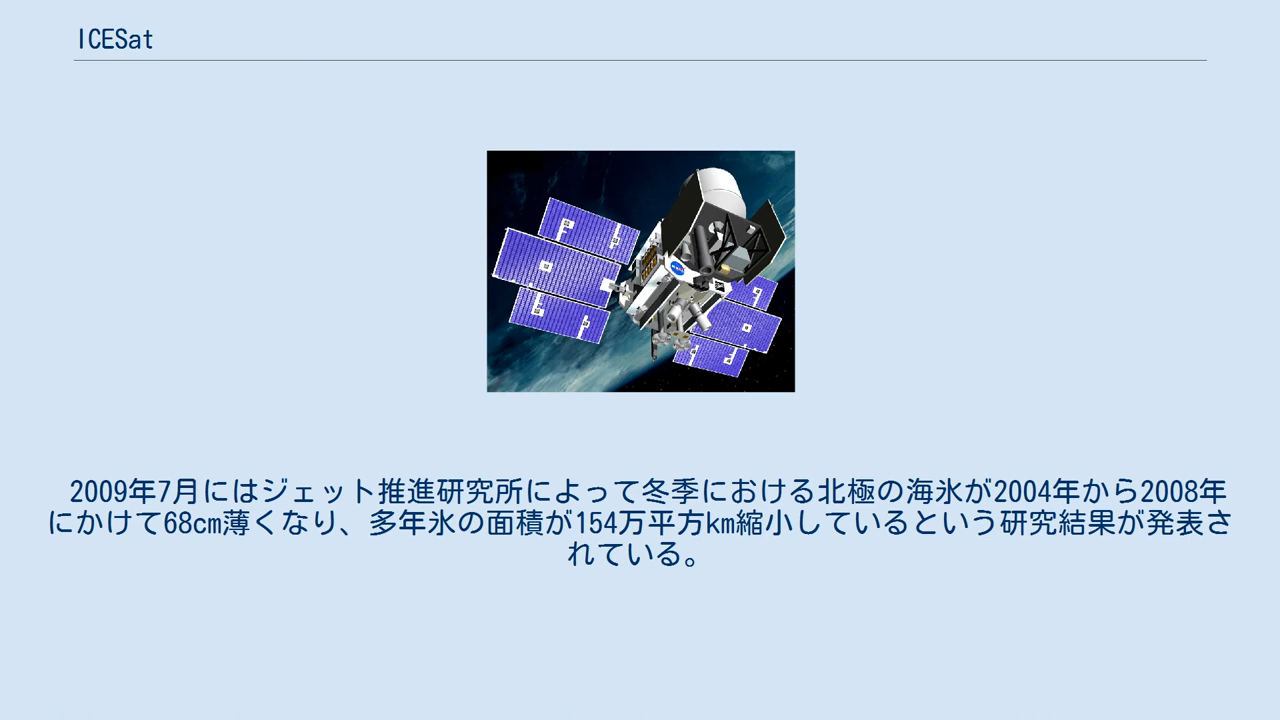 ICESat
2009年7月にはジェット推進研究所によって冬季における北極の海氷が2004年から2008年
にかけて68cm薄くなり、多年氷の面積が154万平方km縮小しているという研究結果が発表さ
れている。